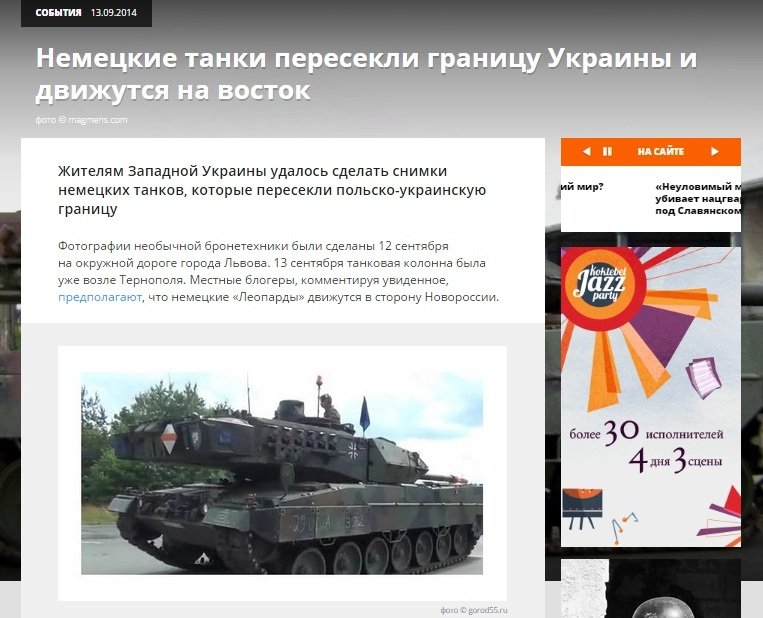 СОБЫТИЯ 13.09.2014
Немецкие танки пересекли границу Украины и
движутся на восток
фото © magmens.com
Жителям Западной Украины удалось сделать снимки
немецких танков, которые пересекли польско-украинскую
границу
Фотографии необычной бронетехники были сделаны 12 сентября
на окружной дороге города Львова. 13 сентября танковая колонна была
уже возле Тернополя. Местные блогеры, комментируя увиденное,
предполагают, что немецкие «Леопарды» движутся в сторону Новороссии.
фото © gorod55.ru
НА САЙТЕ
ий мир?
«Неуловимый м
убивает нацгвар
под Славянском
Koktebel
Jazz
party
более 30 исполнителей
4 дня 3 сцены